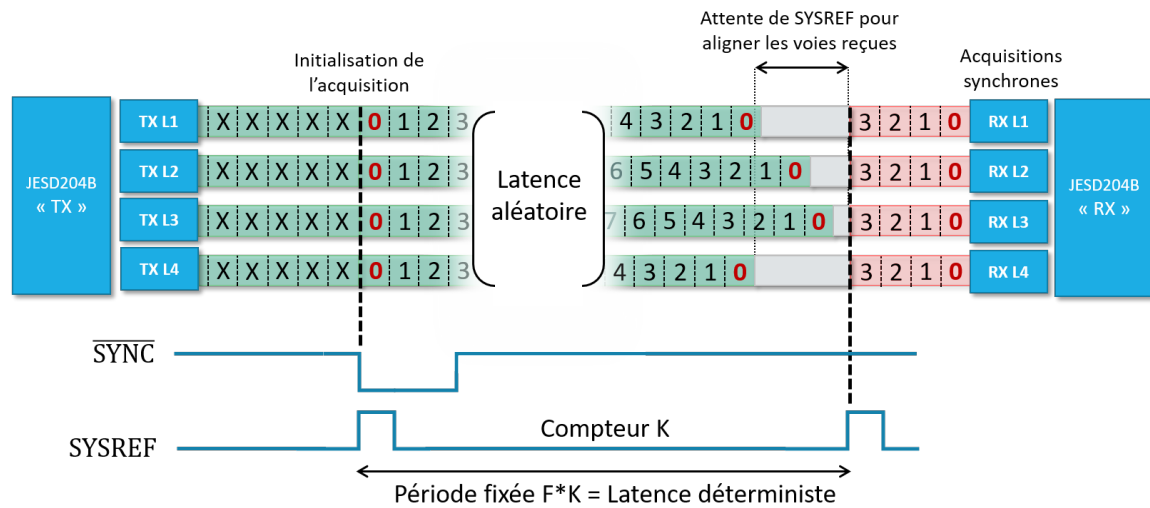 Attente de SYSREF pour
aligner les voies reçues
Initialisation de
l'acquisition
Acquisitions
synchrones
JESD204B
« TX »
TX L1
X X X X X 0 1 2 3
4 3 2 1 0
3 2 1 0
RX L1
TX L2
X X X X X 0 1 2 3
6 5 4 3 2 1 0
3 2 1 0
RX L2
TX L3
X X X X X 0 1 2 3
7 6 5 4 3 2 1 0
3 2 1 0
RX L3
TX L4
X X X X X 0 1 2 3
4 3 2 1 0
3 2 1 0
RX L4
Latence
aléatoire
JESD204B
« RX »
SYNC
SYSREF
Compteur K
Période fixée F*K = Latence déterministe